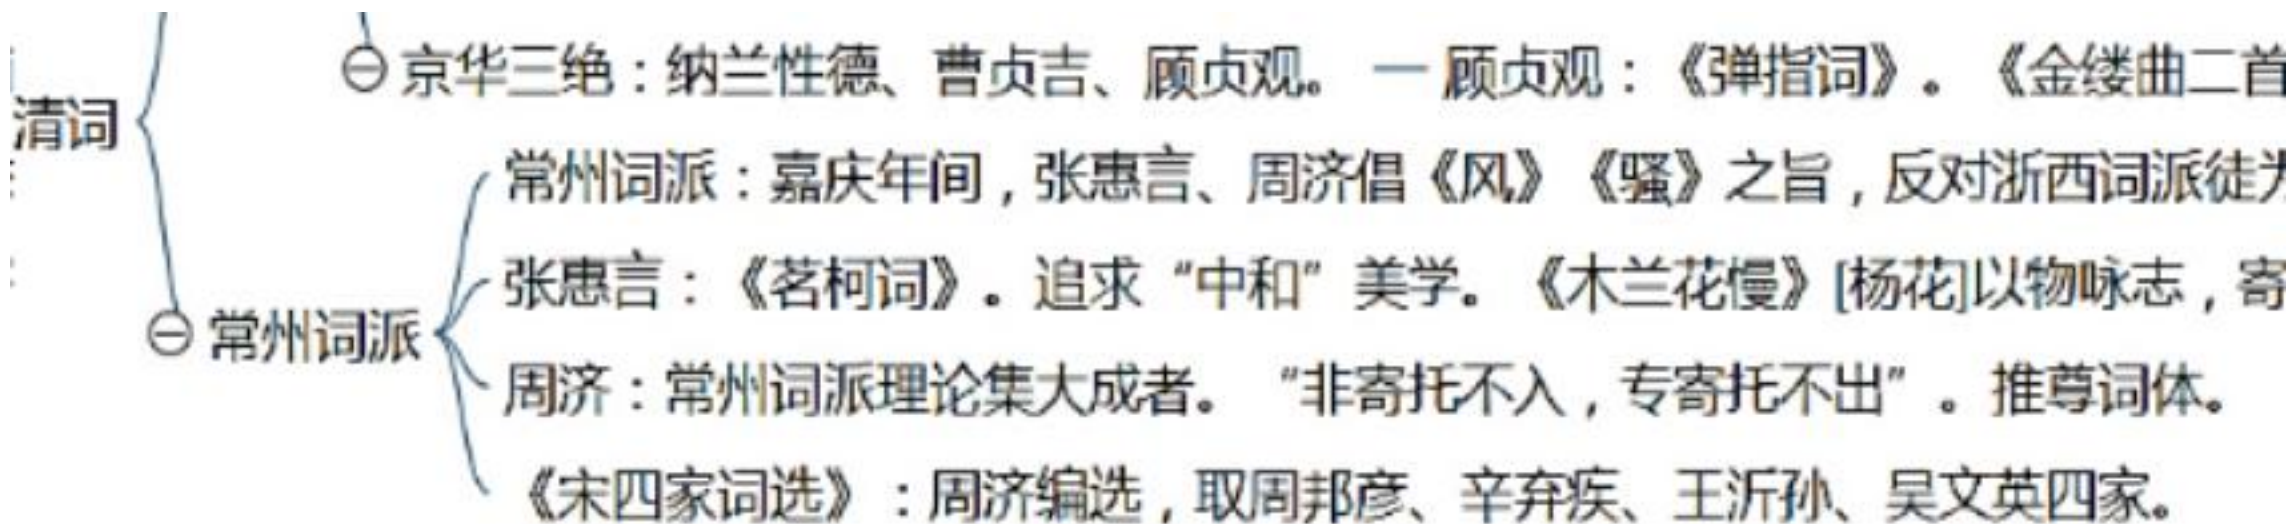 京华三绝：纳兰性德、曹贞吉、顾贞观。 顾贞观：《弹指词》。《金缕曲二首
清词
常州词派：嘉庆年间，张惠言、周济倡《风》《骚》之旨，反对浙西词派徒为
张惠言：《茗柯词》。追求“中和”美学。《木兰花慢》[杨花]以物咏志，寄
常州词派
周济：常州词派理论集大成者。“非寄托不入，专寄托不出”。推尊词体。
《宋四家词选》：周济编选，取周邦彦、辛弃疾、王沂孙、吴文英四家。